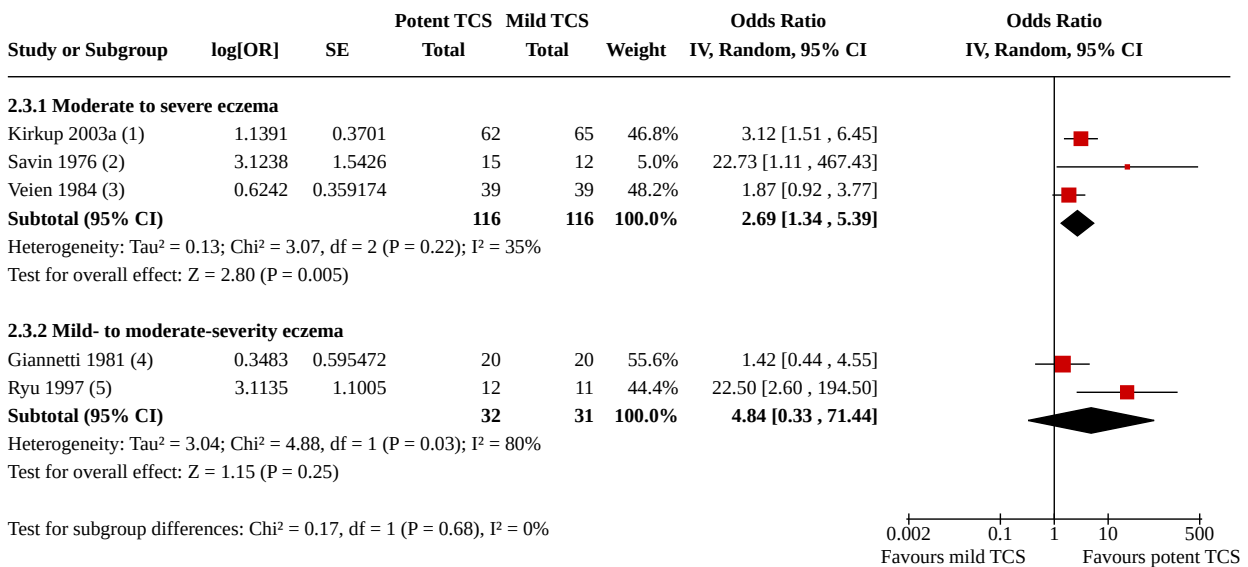 Potent TCS Mild TCS Odds Ratio Odds Ratio
Study or Subgroup log[OR] SE Total Total Weight IV, Random, 95% CI IV, Random, 95% CI
2.3.1 Moderate to severe eczema
Kirkup 2003a (1) 1.1391 0.3701 62 65 46.8% 3.12 [1.51 , 6.45]
Savin 1976 (2) 3.1238 1.5426 15 12 5.0% 22.73 [1.11 , 467.43]
Veien 1984 (3) 0.6242 0.359174 39 39 48.2% 1.87 [0.92 , 3.77]
Subtotal (95% CI) 116 116 100.0% 2.69 [1.34 , 5.39]
Heterogeneity: Tau² = 0.13; Chi² = 3.07, df = 2 (P = 0.22); I² = 35%
Test for overall effect: Z = 2.80 (P = 0.005)
2.3.2 Mild- to moderate-severity eczema
Giannetti 1981 (4) 0.3483 0.595472 20 20 55.6% 1.42 [0.44 , 4.55]
Ryu 1997 (5) 3.1135 1.1005 12 11 44.4% 22.50 [2.60 , 194.50]
Subtotal (95% CI) 32 31 100.0% 4.84 [0.33 , 71.44]
Heterogeneity: Tau² = 3.04; Chi² = 4.88, df = 1 (P = 0.03); I² = 80%
Test for overall effect: Z = 1.15 (P = 0.25)
Test for subgroup differences: Chi² = 0.17, df = 1 (P = 0.68), I² = 0%
0.002 0.1 1 10 500
Favours mild TCS Favours potent TCS